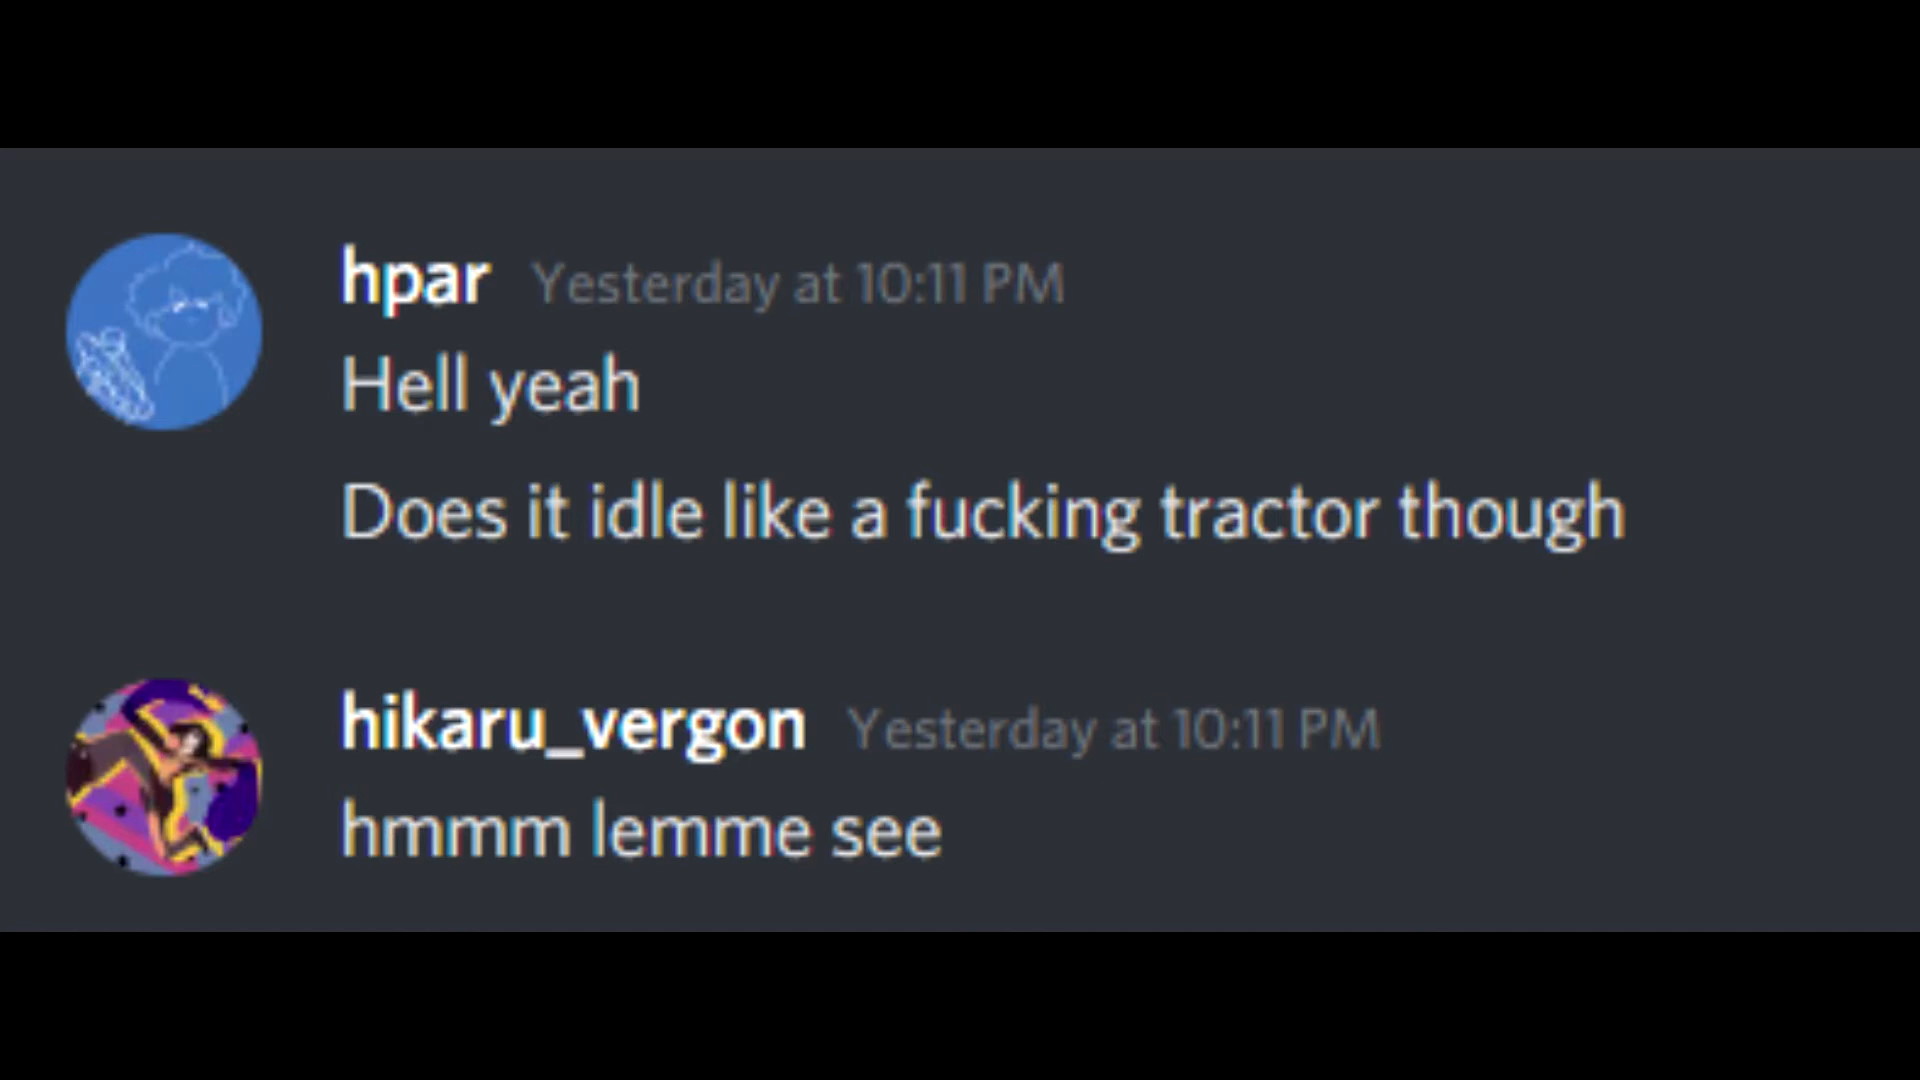 hpar Yesterday at 10:11 PM
Hell yeah
Does it idle like a fucking tractor though
hikaru_vergon Yesterday at 10:11 PM
hmmm lemme see